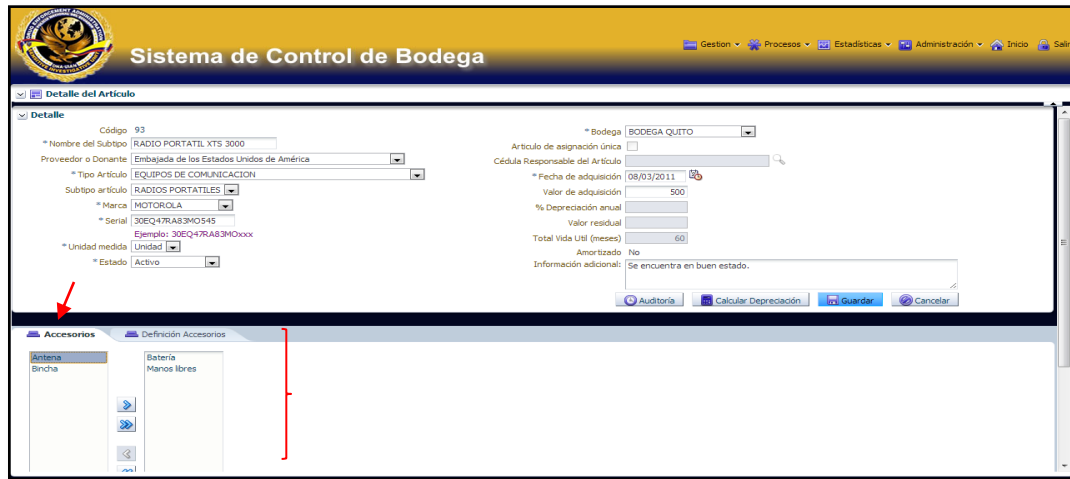 Sistema de Control de Bodega
Gestion Procesos Estadísticas Administración Inicio Salir
Detalle del Artículo
Detalle
Código 93
* Nombre del Subtipo RADIO PORTATIL XTS 3000
Proveedor o Donante Embajada de los Estados Unidos de América
* Tipo Artículo EQUIPOS DE COMUNICACION
Subtipo artículo RADIOS PORTATILES
* Marca MOTOROLA
* Serial 30EQ47RA83MO545
Ejemplo: 30EQ47RA83MOxxx
* Unidad medida Unidad
* Estado Activo
* Bodega BODEGA QUITO
Articulo de asignación única
Cédula Responsable del Artículo
* Fecha de adquisición 08/03/2011
Valor de adquisición 500
% Depreciación anual
Valor residual
Total Vida Util (meses) 60
Amortizado No
Información adicional: Se encuentra en buen estado.
Auditoría Calcular Depreciación Guardar Cancelar
Accesorios Definición Accesorios
Antena
Bincha
Batería
Manos libres